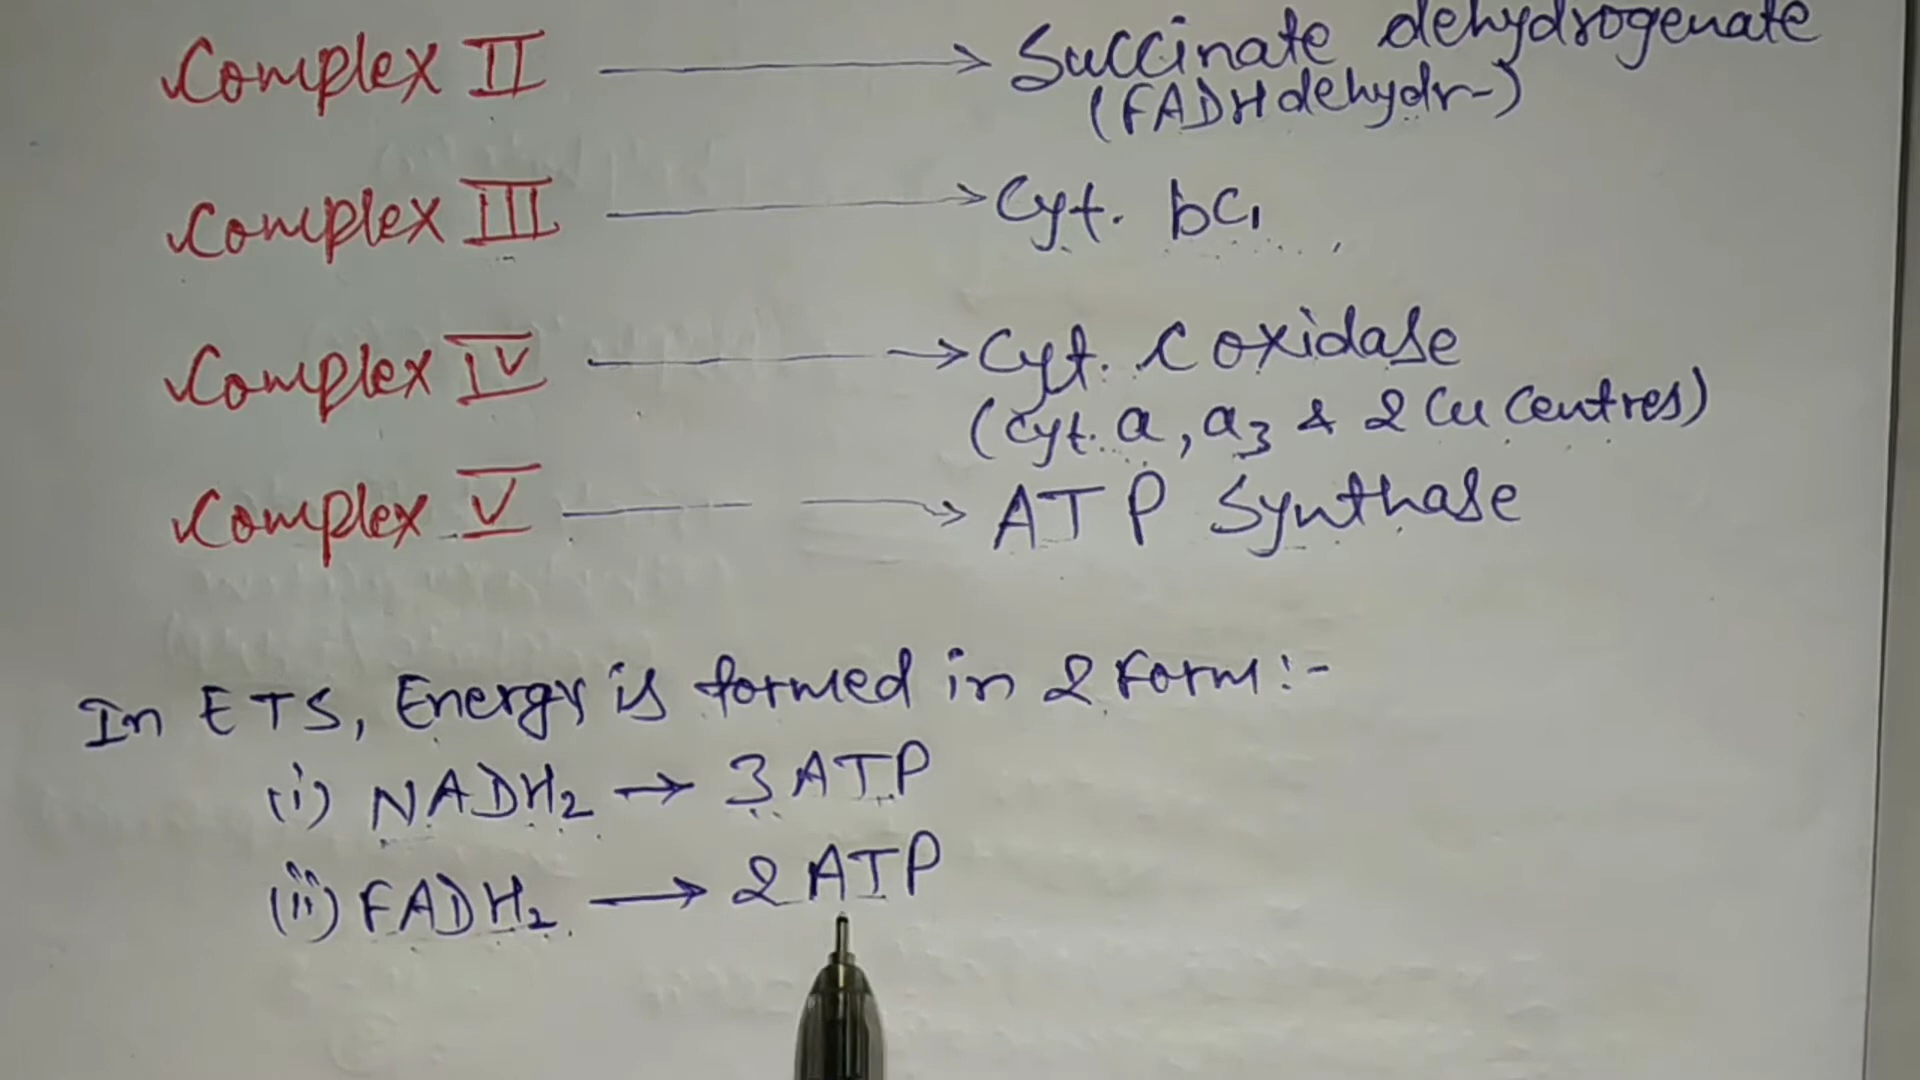 Complex II → Succinate dehydrogenate
(FADH dehydr-)
Complex III → Cyt. bc₁
Complex IV → Cyt. c oxidase
(Cyt. a, a₃ & 2 Cu Centres)
Complex V → ATP Synthase
In ETS, Energy is formed in 2 Form:-
(i) NADH₂ → 3 ATP
(ii) FADH₂ → 2 ATP